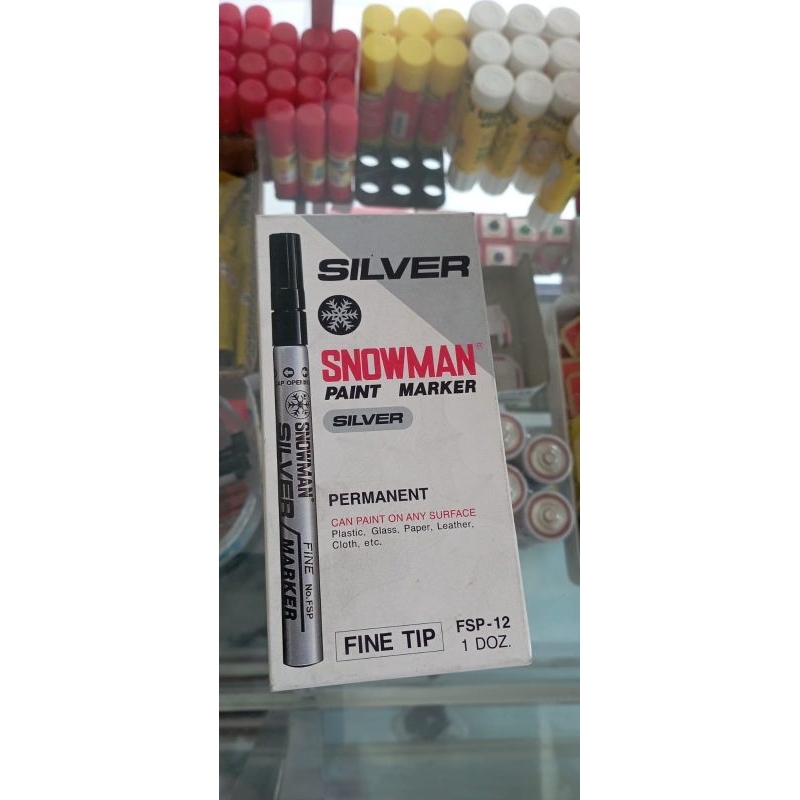 SILVER
SNOWMAN®
PAINT MARKER
SILVER
PERMANENT
CAN PAINT ON ANY SURFACE
Plastic, Glass, Paper, Leather,
Cloth, etc.
FINE TIP
FSP-12
1 DOZ.
SNOWMAN
SILVER MARKER
FINE No.FSP